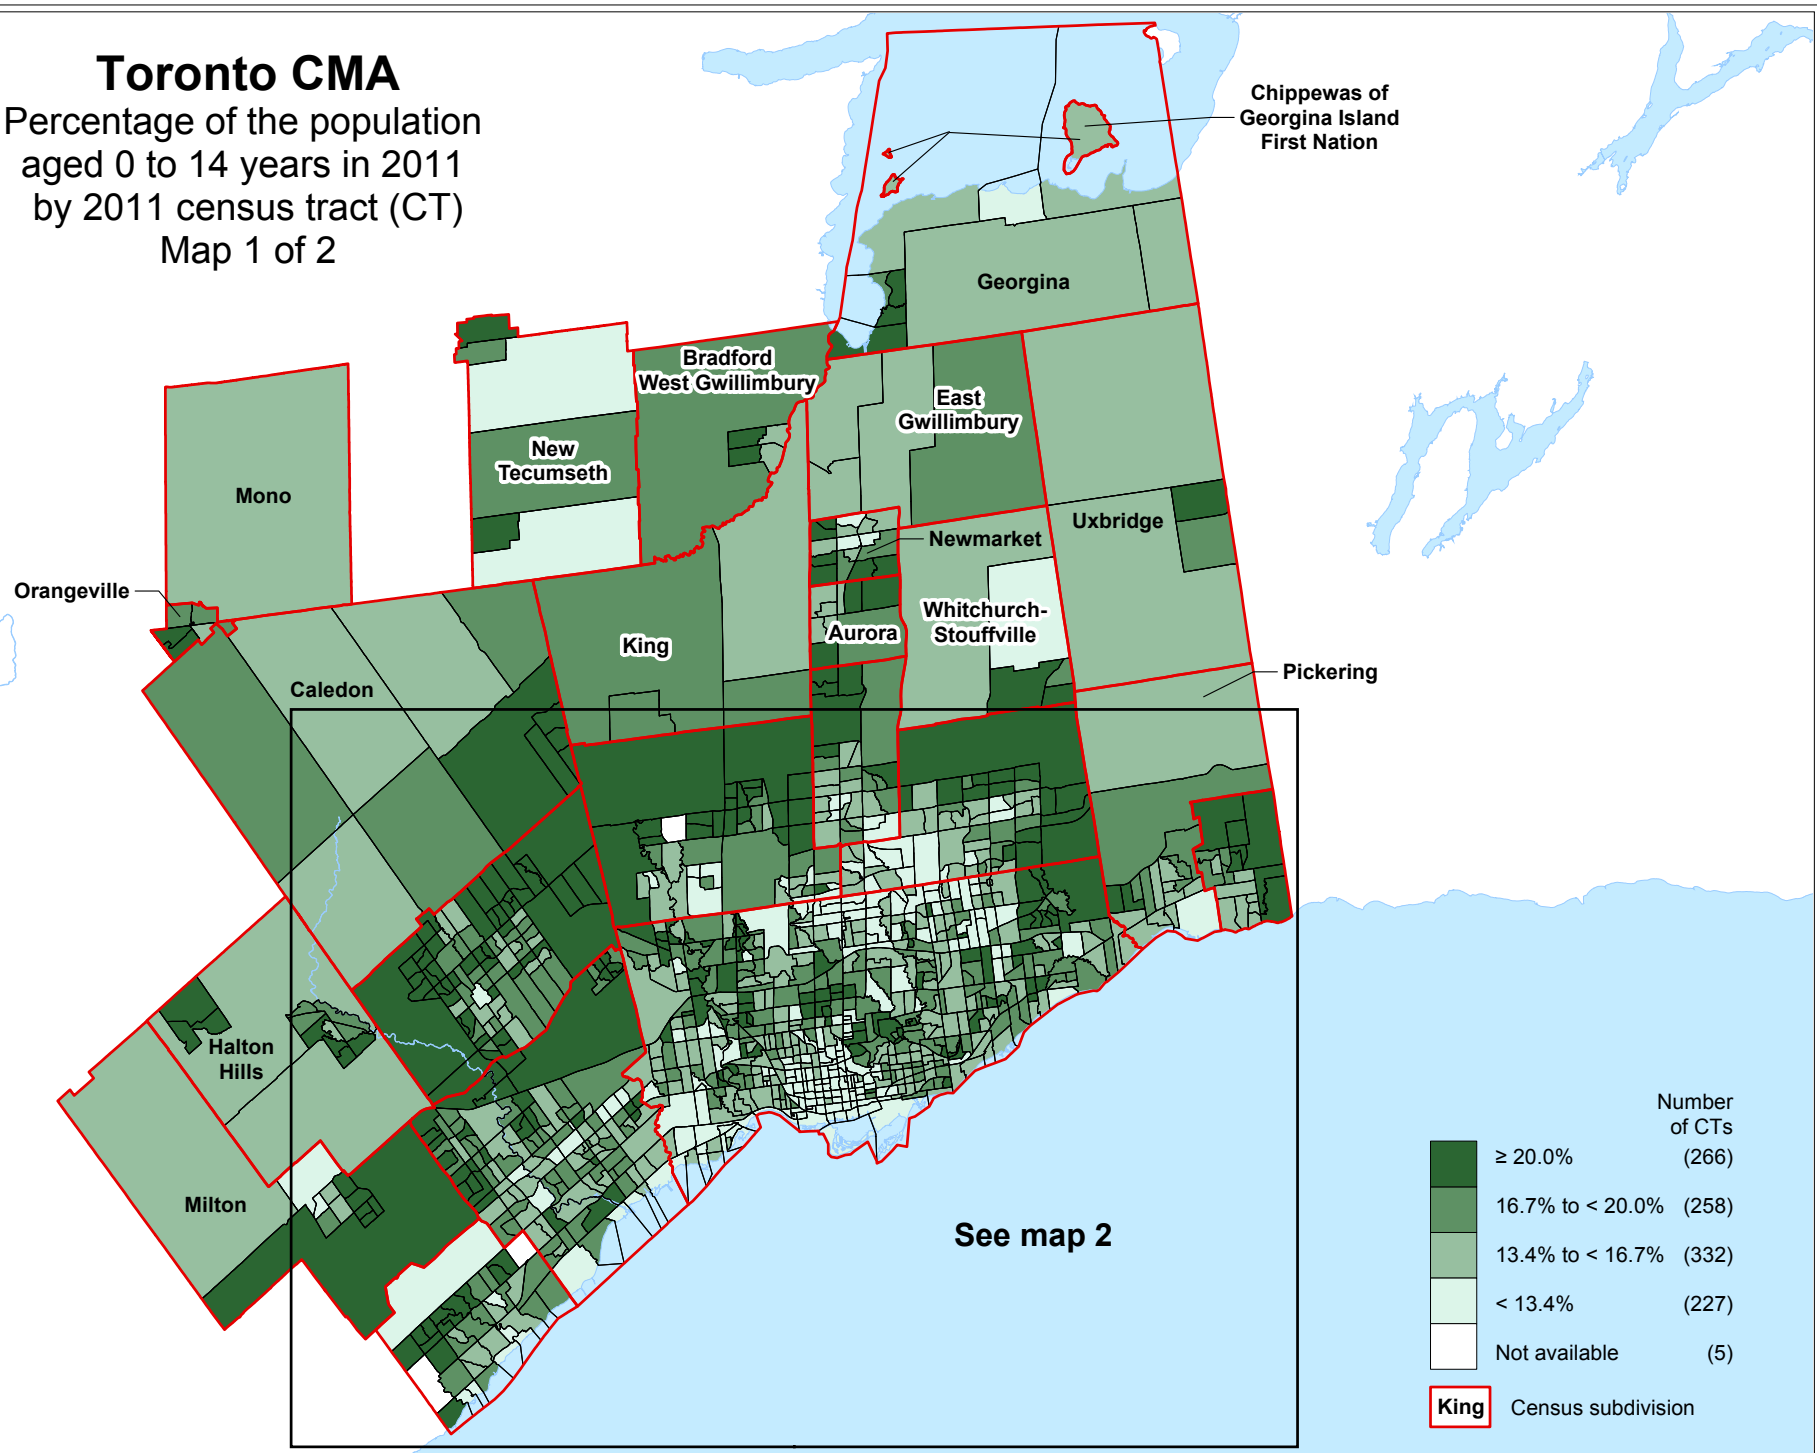 Toronto CMA
Percentage of the population
aged 0 to 14 years in 2011
by 2011 census tract (CT)
Map 1 of 2
Chippewas of
Georgina Island
First Nation
Georgina
Bradford
West Gwillimbury
East
Gwillimbury
New
Tecumseth
Mono
Uxbridge
Newmarket
Orangeville
Whitchurch-
Stouffville
Aurora
King
Pickering
Caledon
Halton
Hills
Milton
See map 2
Number
of CTs
≥ 20.0% (266)
16.7% to < 20.0% (258)
13.4% to < 16.7% (332)
< 13.4% (227)
Not available (5)
King Census subdivision